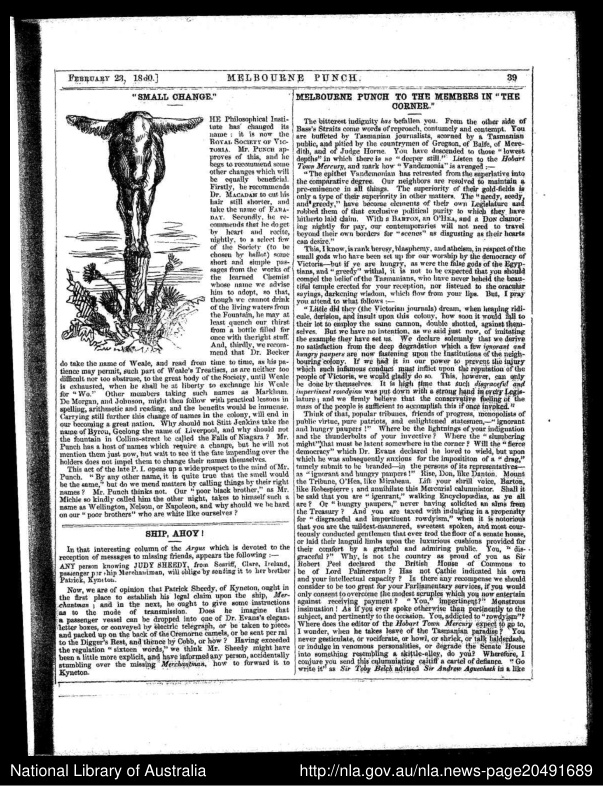 FEBRUARY 23, 1860.]
MELBOURNE PUNCH.
39
"SMALL CHANGE."
THE Philosophical Insti-
tute has changed its
name; it is now the
ROYAL SOCIETY OF VIC-
TORIA. Mr. PUNCH ap-
proves of this, and he
begs to recommend some
other changes which will
be equally beneficial.
Firstly, he recommends
Dr. MACADAM to cut his
hair still shorter, and
take the name of FARA-
DAY. Secondly, he re-
commends that he do get
by heart and recite,
nightly, to a select few
of the Society (to be
chosen by ballot) some
short and simple pas-
sages from the works of
the learned Chemist
whose name we advise
him to adopt, so that,
though we cannot drink
of the living waters from
the Fountain, he may at
least quench our thirst
from a bottle filled for
once with the right stuff.
And, thirdly, we recom-
mend that Dr. Becker
do take the name of Weale, and read from time to time, as his pa-
tience may permit, such part of Weale's Treatises, as are neither too
difficult nor too abstruse, to the great body of the Society, until Weale
is exhausted, when he shall be at liberty to exchange his Weale
for "Wo." Other members taking such names as Markham,
De Morgan, and Johnson, might then follow with practical lessons in
spelling, arithmetic and reading, and the benefits would be immense.
Carrying still further this change of names in the colony, will end in
our becoming a great nation. Why should not Stin Jenkins take the
name of Byron, Geelong the name of Liverpool, and why should not
the fountain in Collins-street be called the Falls of Niagara? Mr.
Punch has a host of names which require a change, but he will not
mention them just now, but wait to see if the fate impending over the
holders does not impel them to change their names themselves.
This act of the late P. I. opens up a wide prospect to the mind of Mr.
Punch. "By any other name, it is quite true that the smell would
be the same," but do we mend matters by calling things by their right
names? Mr. Punch thinks not. Our "poor black brother," as Mr.
Michie so kindly called him the other night, takes to himself such a
name as Wellington, Nelson, or Napoleon, and why should we be hard
on our "poor brothers" who are white like ourselves?
SHIP, AHOY!
In that interesting column of the Argus which is devoted to the
reception of messages to missing friends, appears the following:—
ANY person knowing JUDY SHEEDY, from Scariff, Clare, Ireland,
passenger per ship Merchantman, will oblige by sending it to her brother
Patrick, Kyneton.
Now, we are of opinion that Patrick Sheedy, of Kyneton, ought in
the first place to establish his legal claim upon the ship, Mer-
chantman; and in the next, he ought to give some instructions
as to the mode of transmission. Does he imagine that
a passenger vessel can be dropped into one of Dr. Evans's elegant
letter boxes, or conveyed by electric telegraph, or be taken to pieces
and packed up on the back of the Cremorne camels, or be sent per rail
to the Digger's Rest, and thence by Cobb, or how? Having exceeded
the regulation "sixteen words," we think Mr. Sheedy might have
been a little more explicit, and have informed any person, accidentally
stumbling over the missing Merchantman, how to forward it to
Kyneton.
MELBOURNE PUNCH TO THE MEMBERS IN "THE
CORNER."
The bitterest indignity has befallen you. From the other side of
Bass's Straits come words of reproach, contumely and contempt. You
are buffeted by Tasmanian journalists, scorned by a Tasmanian
public, and pitied by the countrymen of Gregson, of Balfe, of Mere-
dith, and of Judge Horne. You have descended to those "lowest
depths" in which there is no "deeper still." Listen to the Hobart
Town Mercury, and mark how "Vandemonia" is avenged:—
"The epithet Vandemonian has retreated from the superlative into
the comparative degree. Our neighbors are resolved to maintain a
pre-eminence in all things. The superiority of their gold-fields is
only a type of their superiority in other matters. The "needy, seedy,
and greedy," have become elements of their own Legislature and
robbed them of that exclusive political purity to which they have
hitherto laid claim. With a BARTON, an O'HEA, and a DON clamor-
ing nightly for pay, our contemporaries will not need to travel
beyond their own borders for "scenes" as disgusting as their hearts
can desire."
This, I know, is rank heresy, blasphemy, and atheism, in respect of the
small gods who have been set up for our worship by the democracy of
Victoria—but if ye are hungry, as were the false gods of the Egyp-
tians, and "greedy" withal, it is not to be expected that you should
compel the belief of the Tasmanians, who have never beheld the beau-
tiful temple erected for your reception, nor listened to the oracular
sayings, darkening wisdom, which flow from your lips. But, I pray
you attend to what follows:—
"Little did they (the Victorian journals) dream, when heaping ridi-
cule, derision, and insult upon this colony, how soon it would fall to
their lot to employ the same cannon, double shotted, against them-
selves. But we have no intention, as we said just now, of imitating
the example they have set us. We declare solemnly that we derive
no satisfaction from the deep degradation which a few ignorant and
hungry paupers are now fastening upon the Institutions of the neigh-
bouring colony. If we had it in our power to prevent the injury
which such infamous conduct must inflict upon the reputation of the
people of Victoria, we would gladly do so. This, however, can only
be done by themselves. It is high time that such disgraceful and
impertinent rowdyism was put down with a strong hand in every Legis-
lature; and we firmly believe that the conservative feeling of the
mass of the people is sufficient to accomplish this if once invoked."
Think of that, popular tribunes, friends of progress, monopolists of
public virtue, pure patriots, and enlightened statesmen,—"ignorant
and hungry paupers!" Where be the lightnings of your indignation
and the thunderbolts of your invective? Where the "slumbering
might" that must be latent somewhere in the corner? Will the "fierce
democracy" which Dr. Evans declared he loved to wield, but upon
which he was subsequently anxious for the imposition of a "drag,"
tamely submit to be branded—in the persons of its representatives—
as "ignorant and hungry paupers!" Rise, Don, like Danton. Mount
the Tribune, O'Hea, like Mirabeau. Lift your shrill voice, Barton,
like Robespierre; and annihilate this Mercurial calumniator. Shall it
be said that you are "ignorant," walking Encyclopædias, as ye all
are? Or "hungry paupers," never having solicited an alms from
the Treasury? And you are taxed with indulging in a propensity
for "disgraceful and impertinent rowdyism," when it is notorious
that you are the mildest-mannered, sweetest spoken, and most cour-
teously conducted gentlemen that ever trod the floor of a senate house,
or laid their languid limbs upon the luxurious cushions provided for
their comfort by a grateful and admiring public. You, "dis-
graceful?" Why, is not the country as proud of you as Sir
Robert Peel declared the British House of Commons to
be of Lord Palmerston? Has not Cathie indicated his own
and your intellectual capacity? Is there any recompense we should
consider to be too great for your Parliamentary services, if you would
only consent to overcome the modest scruples which you now entertain
against receiving payment? "You," impertinent?" Monstrous
insinuation! As if you ever spoke otherwise than pertinently to the
subject, and pertinently to the occasion. You, addicted to "rowdyism"?
Where does the editor of the Hobart Town Mercury expect to go to,
I wonder, when he takes leave of the Tasmanian paradise? You
never gesticulate, or vociferate, or howl, or shriek, or talk balderdash,
or indulge in venomous personalities, or degrade the Senate House
into something resembling a skittle-alley, do you? Wherefore, I
conjure you send this calumniating caitiff a cartel of defiance. "Go
write it" as Sir Toby Belch advised Sir Andrew Aguecheek in a like
National Library of Australia
http://nla.gov.au/nla.news-page20491689